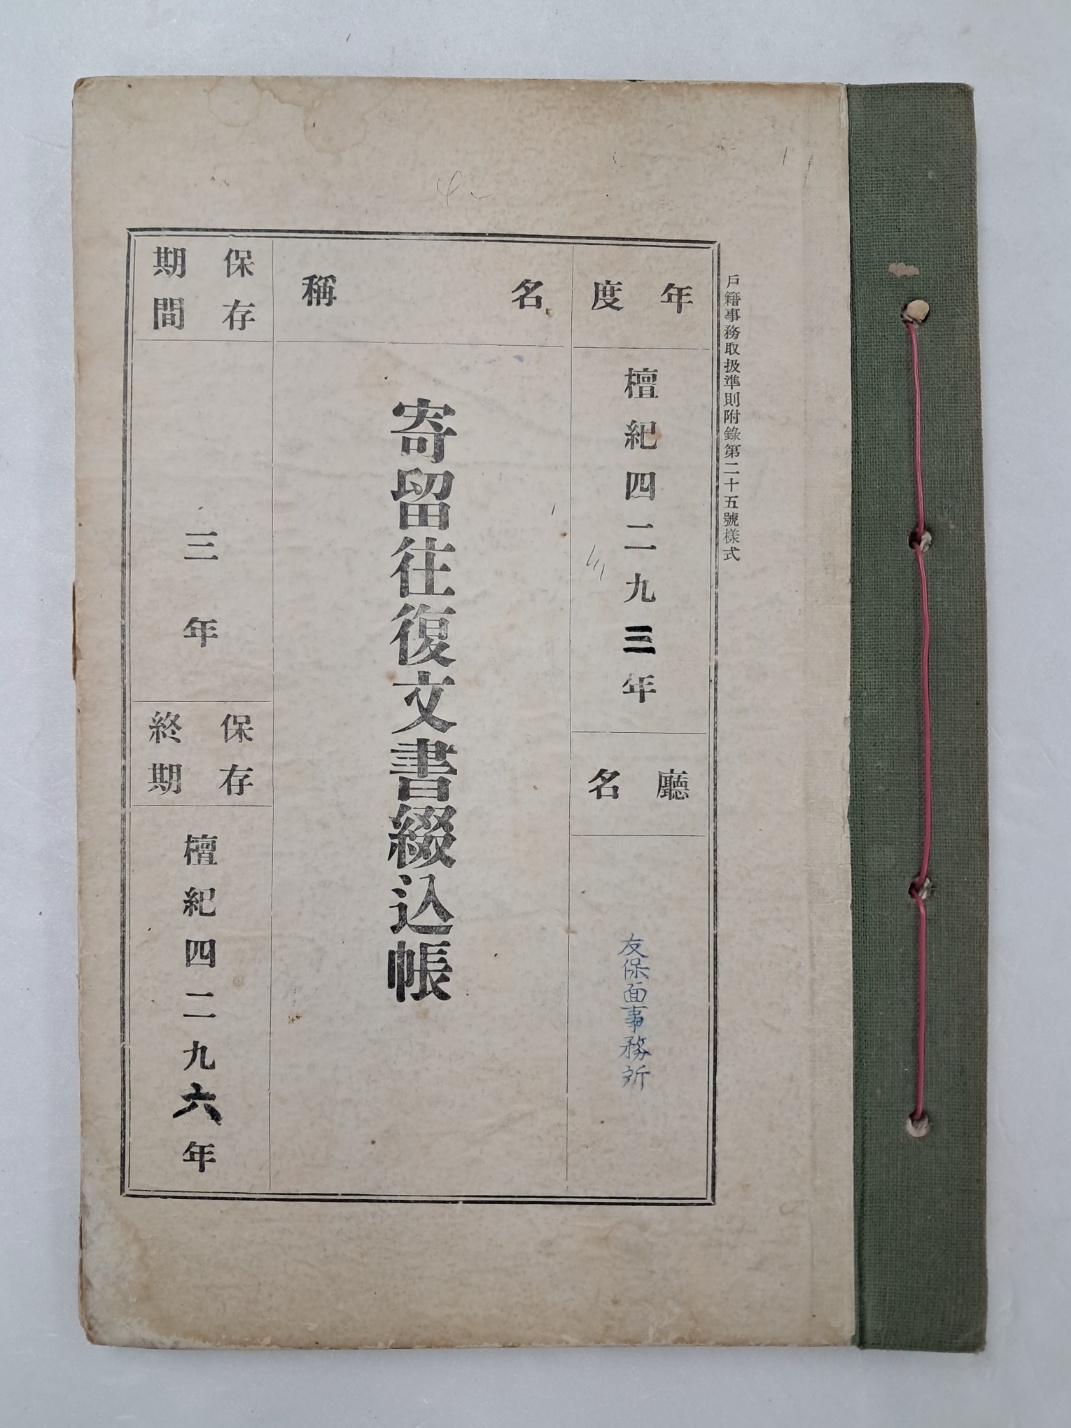 戶籍事務取扱準則附錄第二十五號樣式
年度
檀紀四二九三年
廳名
友保面事務所
名稱
寄留往復文書綴込帳
保存期間
三年
保存終期
檀紀四二九六年